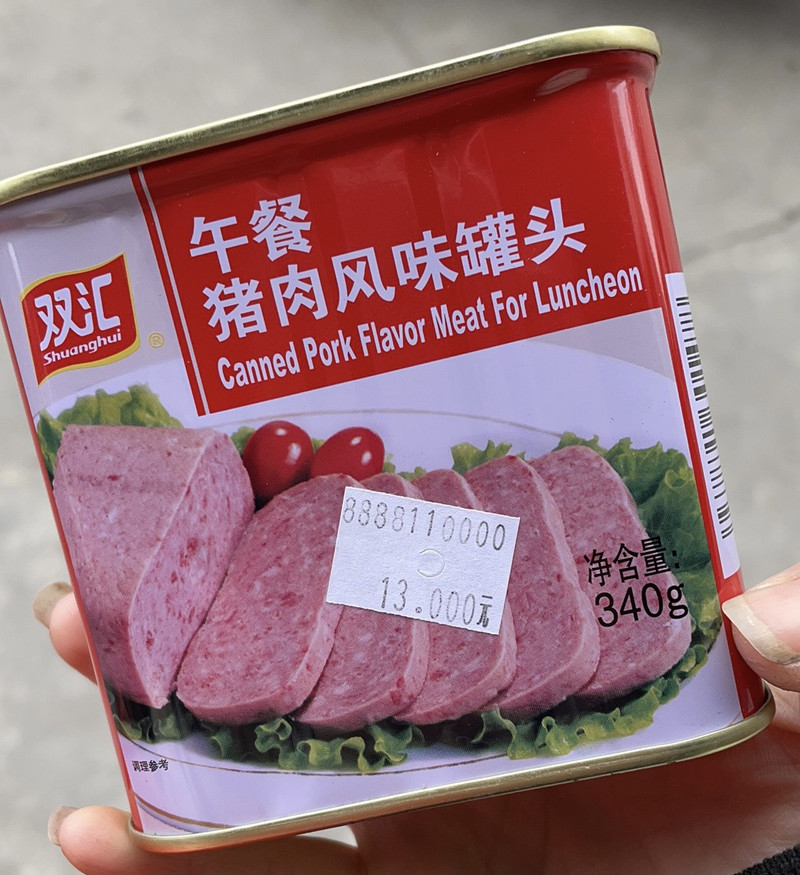 午餐
猪肉风味罐头
Canned Pork Flavor Meat For Luncheon
双汇
Shuanghui
®
8888110000
13.000元
净含量:
340g
调理参考